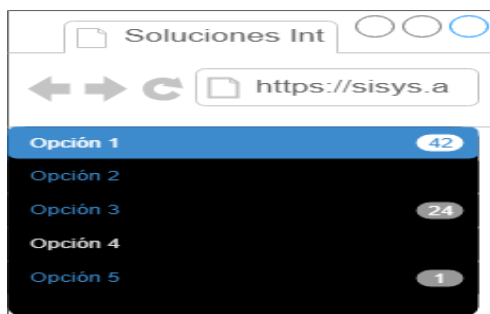 Soluciones Int
https://sisys.a
Opción 1 42
Opción 2
Opción 3 24
Opción 4
Opción 5 1